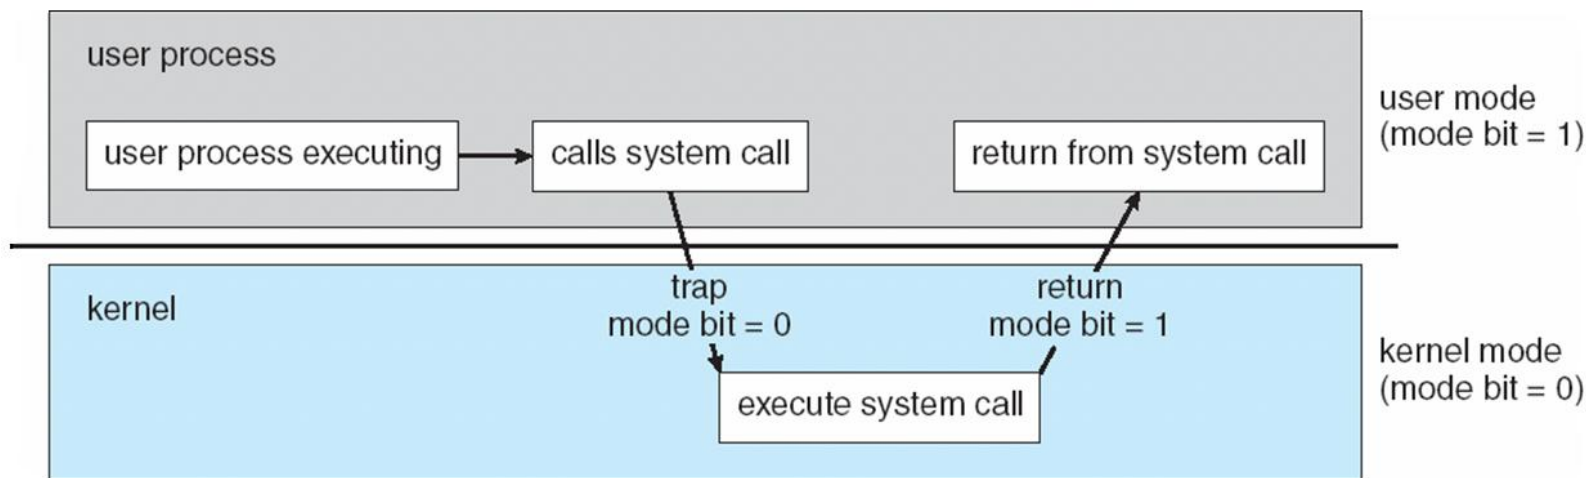 user process
user process executing
calls system call
return from system call
user mode
(mode bit = 1)
kernel
trap
mode bit = 0
return
mode bit = 1
execute system call
kernel mode
(mode bit = 0)